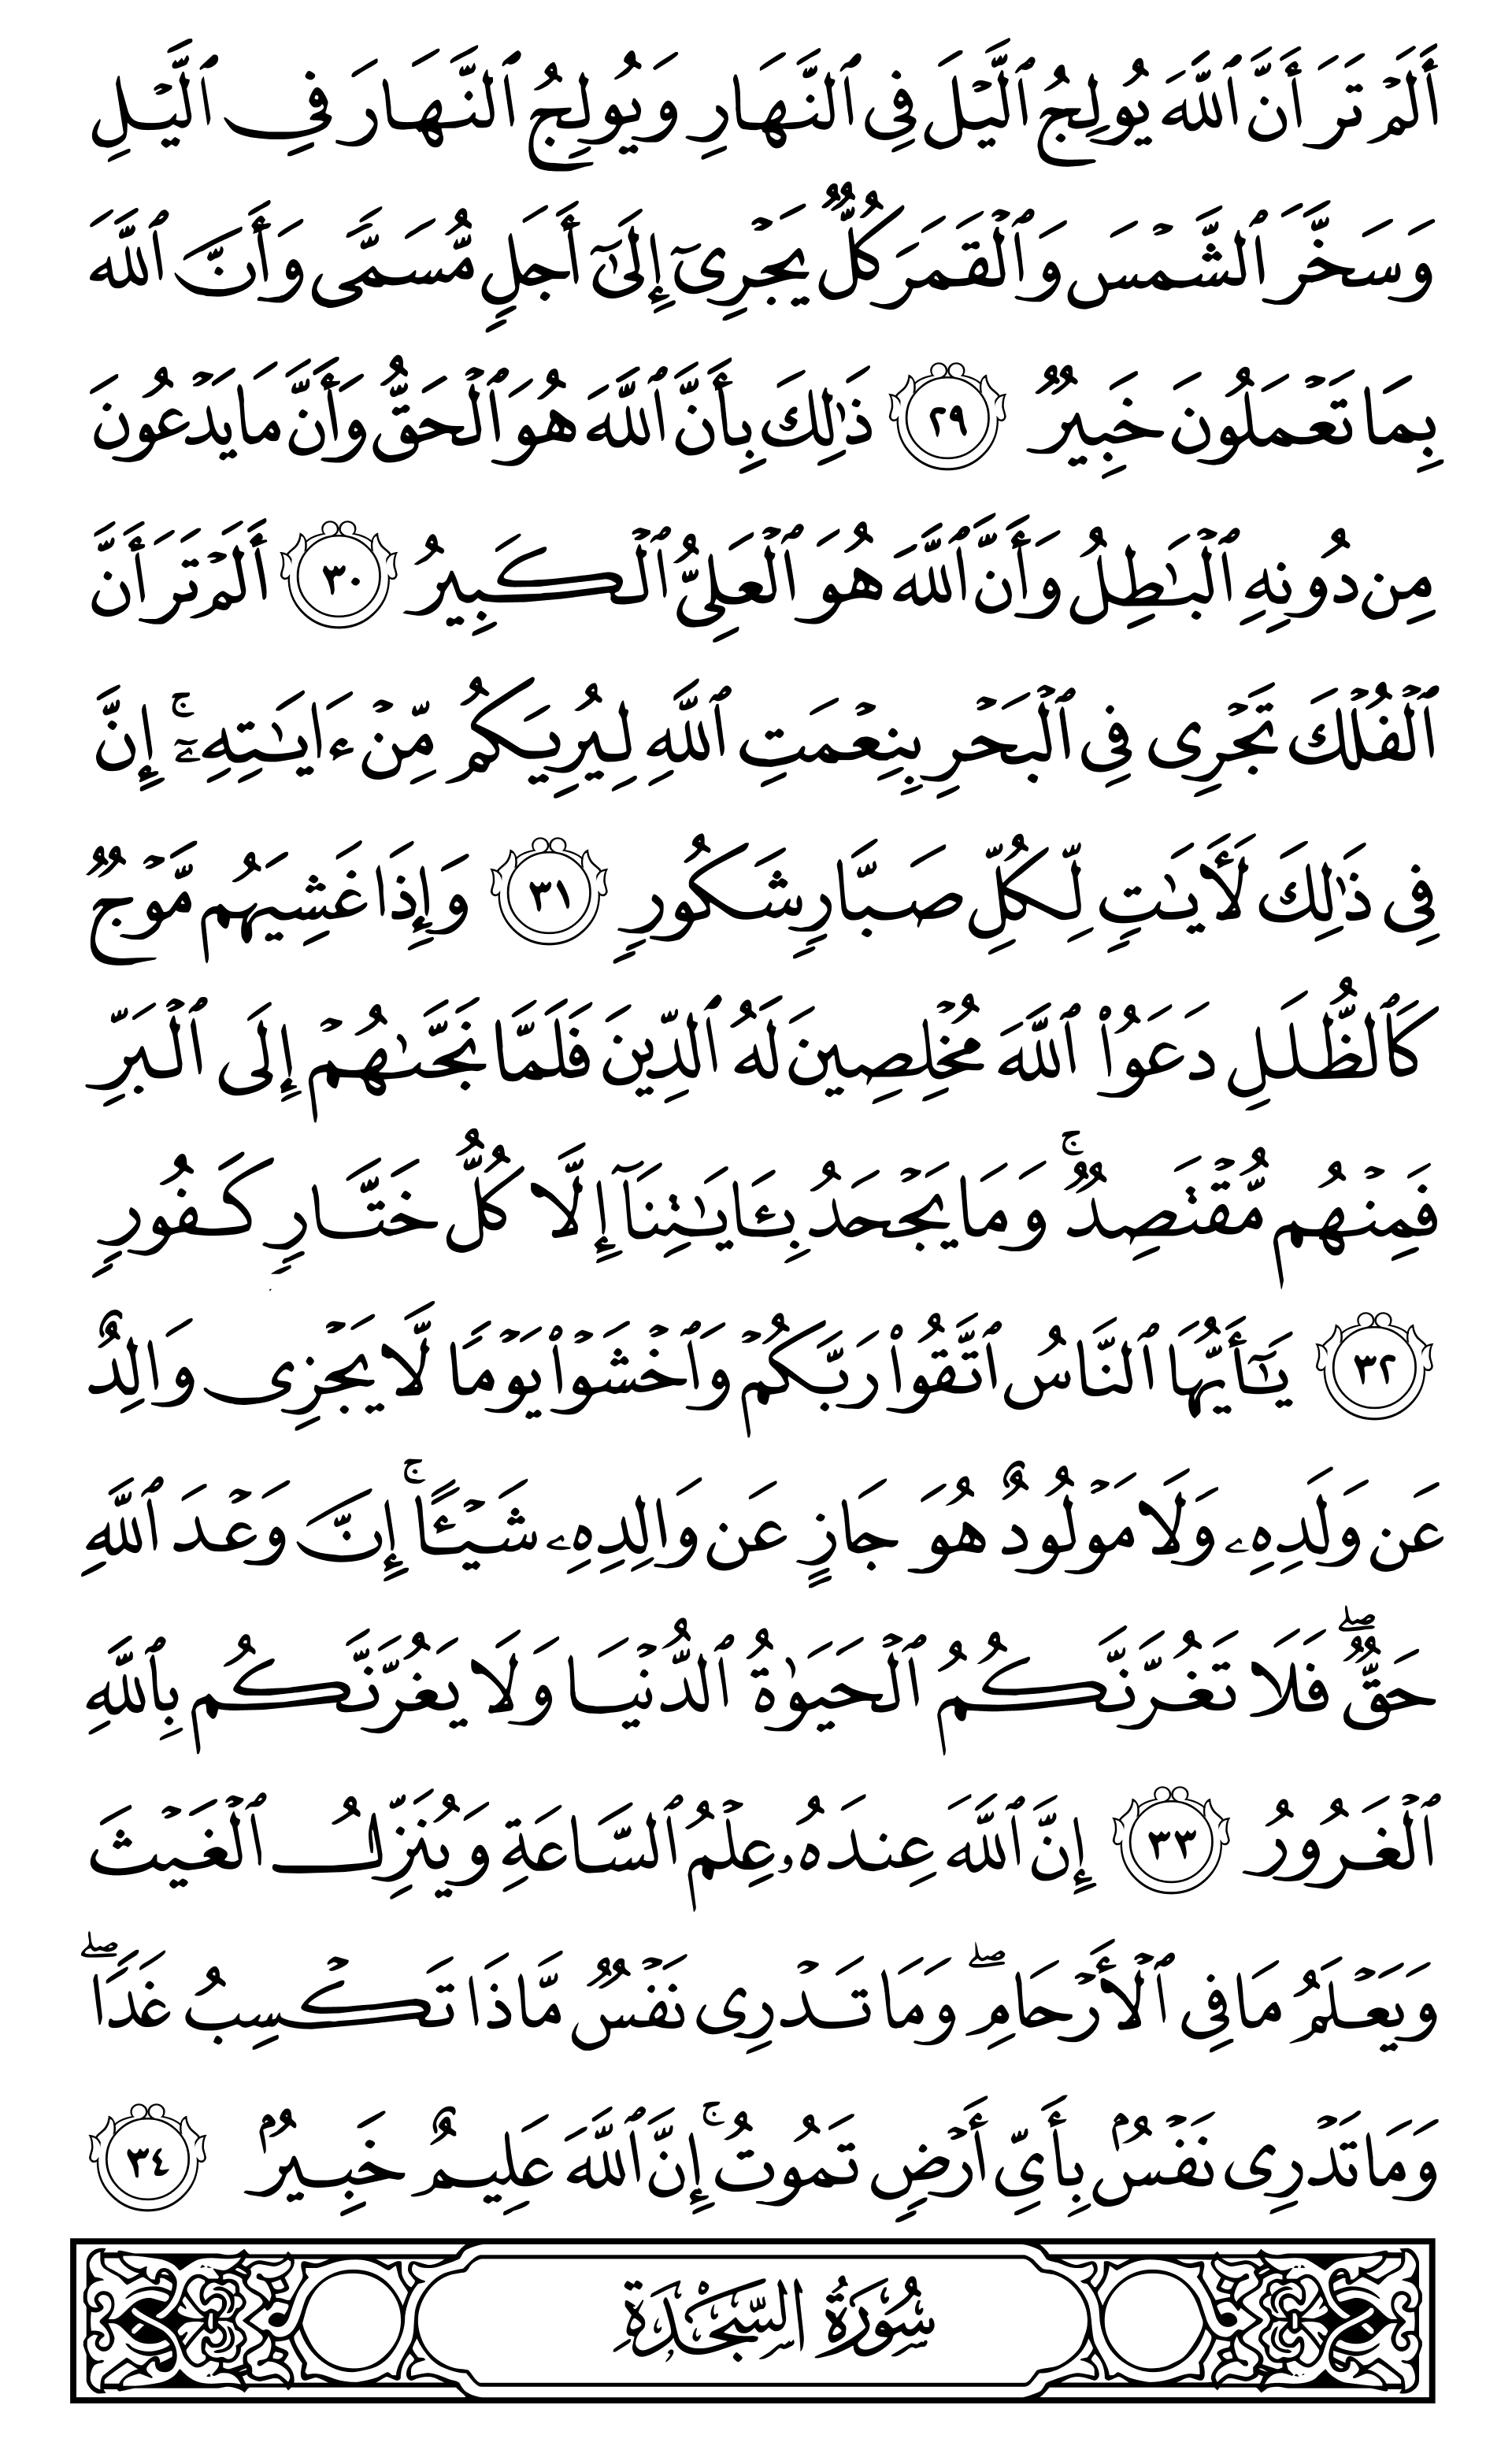 أَلَمْ تَرَ أَنَّ ٱللَّهَ يُولِجُ ٱلَّيْلَ فِى ٱلنَّهَارِ وَيُولِجُ ٱلنَّهَارَ فِى ٱلَّيْلِ
وَسَخَّرَ ٱلشَّمْسَ وَٱلْقَمَرَ كُلٌّ يَجْرِىٓ إِلَىٰٓ أَجَلٍ مُّسَمًّى وَأَنَّ ٱللَّهَ
بِمَا تَعْمَلُونَ خَبِيرٌ ٢٩ ذَٰلِكَ بِأَنَّ ٱللَّهَ هُوَ ٱلْحَقُّ وَأَنَّ مَا يَدْعُونَ
مِن دُونِهِ ٱلْبَٰطِلُ وَأَنَّ ٱللَّهَ هُوَ ٱلْعَلِىُّ ٱلْكَبِيرُ ٣٠ أَلَمْ تَرَ أَنَّ
ٱلْفُلْكَ تَجْرِى فِى ٱلْبَحْرِ بِنِعْمَتِ ٱللَّهِ لِيُرِيَكُم مِّنْ ءَايَٰتِهِۦٓ ۚ إِنَّ
فِى ذَٰلِكَ لَأَيَٰتٍ لِّكُلِّ صَبَّارٍ شَكُورٍ ٣١ وَإِذَا غَشِيَهُم مَّوْجٌ
كَٱلظُّلَلِ دَعَوُا۟ ٱللَّهَ مُخْلِصِينَ لَهُ ٱلدِّينَ فَلَمَّا نَجَّىٰهُمْ إِلَى ٱلْبَرِّ
فَمِنْهُم مُّقْتَصِدٌ ۚ وَمَا يَجْحَدُ بِـَٔايَٰتِنَآ إِلَّا كُلُّ خَتَّارٍ كَفُورٍ
٣٢ يَٰٓأَيُّهَا ٱلنَّاسُ ٱتَّقُوا۟ رَبَّكُمْ وَٱخْشَوْا۟ يَوْمًا لَّا يَجْزِى وَالِدٌ
عَن وَلَدِهِۦ وَلَا مَوْلُودٌ هُوَ جَازٍ عَن وَالِدِهِۦ شَيْـًٔا ۚ إِنَّ وَعْدَ ٱللَّهِ
حَقٌّ ۖ فَلَا تَغُرَّنَّكُمُ ٱلْحَيَوٰةُ ٱلدُّنْيَا وَلَا يَغُرَّنَّكُم بِٱللَّهِ
ٱلْغَرُورُ ٣٣ إِنَّ ٱللَّهَ عِندَهُۥ عِلْمُ ٱلسَّاعَةِ وَيُنَزِّلُ ٱلْغَيْثَ
وَيَعْلَمُ مَا فِى ٱلْأَرْحَامِ ۖ وَمَا تَدْرِى نَفْسٌ مَّاذَا تَكْسِبُ غَدًا ۖ
وَمَا تَدْرِى نَفْسٌۢ بِأَىِّ أَرْضٍ تَمُوتُ ۚ إِنَّ ٱللَّهَ عَلِيمٌ خَبِيرٌۢ ٣٤
سُورَةُ السَّجْدَةِ